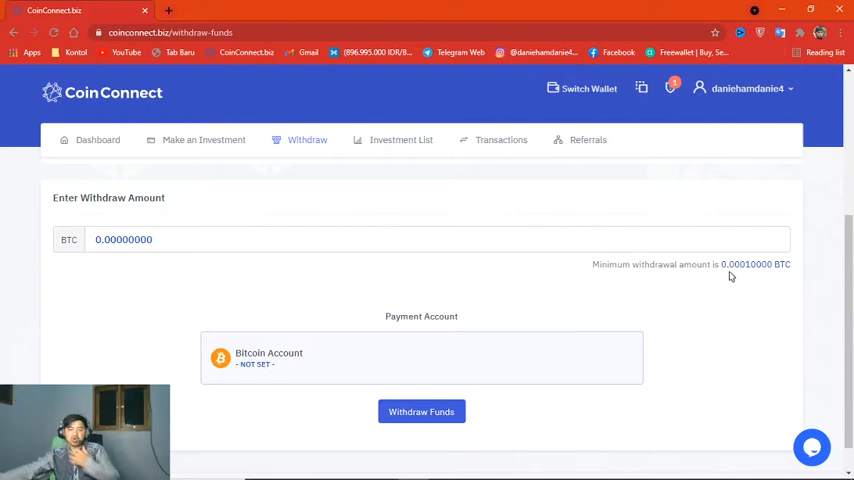 CoinConnect.biz
coinconnect.biz/withdraw-funds
Apps Kontol YouTube Tab Baru CoinConnect.biz Gmail (896.995.000 IDR/B... Telegram Web @daniehamdanie4... Facebook Freewallet | Buy, Se... Reading list
CoinConnect Switch Wallet 1 daniehamdanie4
Dashboard Make an Investment Withdraw Investment List Transactions Referrals
Enter Withdraw Amount
BTC 0.00000000
Minimum withdrawal amount is 0.00010000 BTC
Payment Account
Bitcoin Account
- NOT SET -
Withdraw Funds